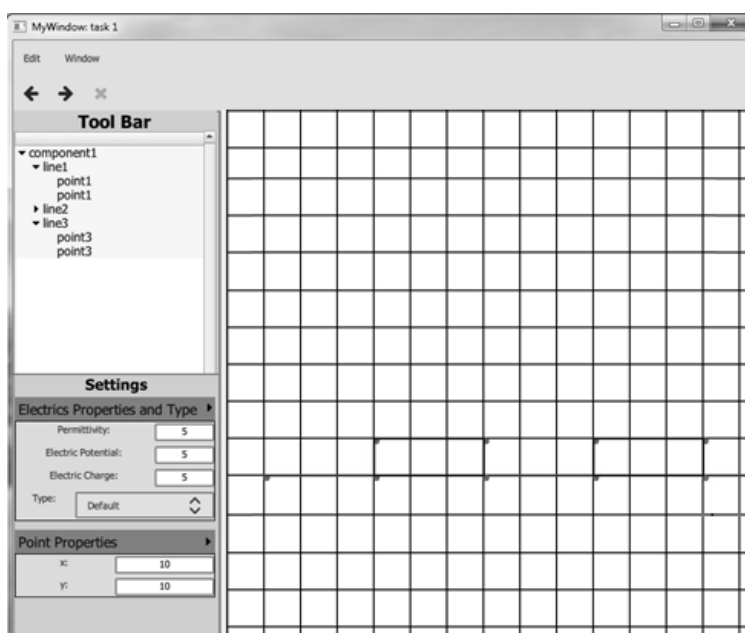 MyWindow: task 1
Edit Window
Tool Bar
component1
line1
point1
point1
line2
line3
point3
point3
Settings
Electrics Properties and Type
Permittivity: 5
Electric Potential: 5
Electric Charge: 5
Type: Default
Point Properties
x: 10
y: 10